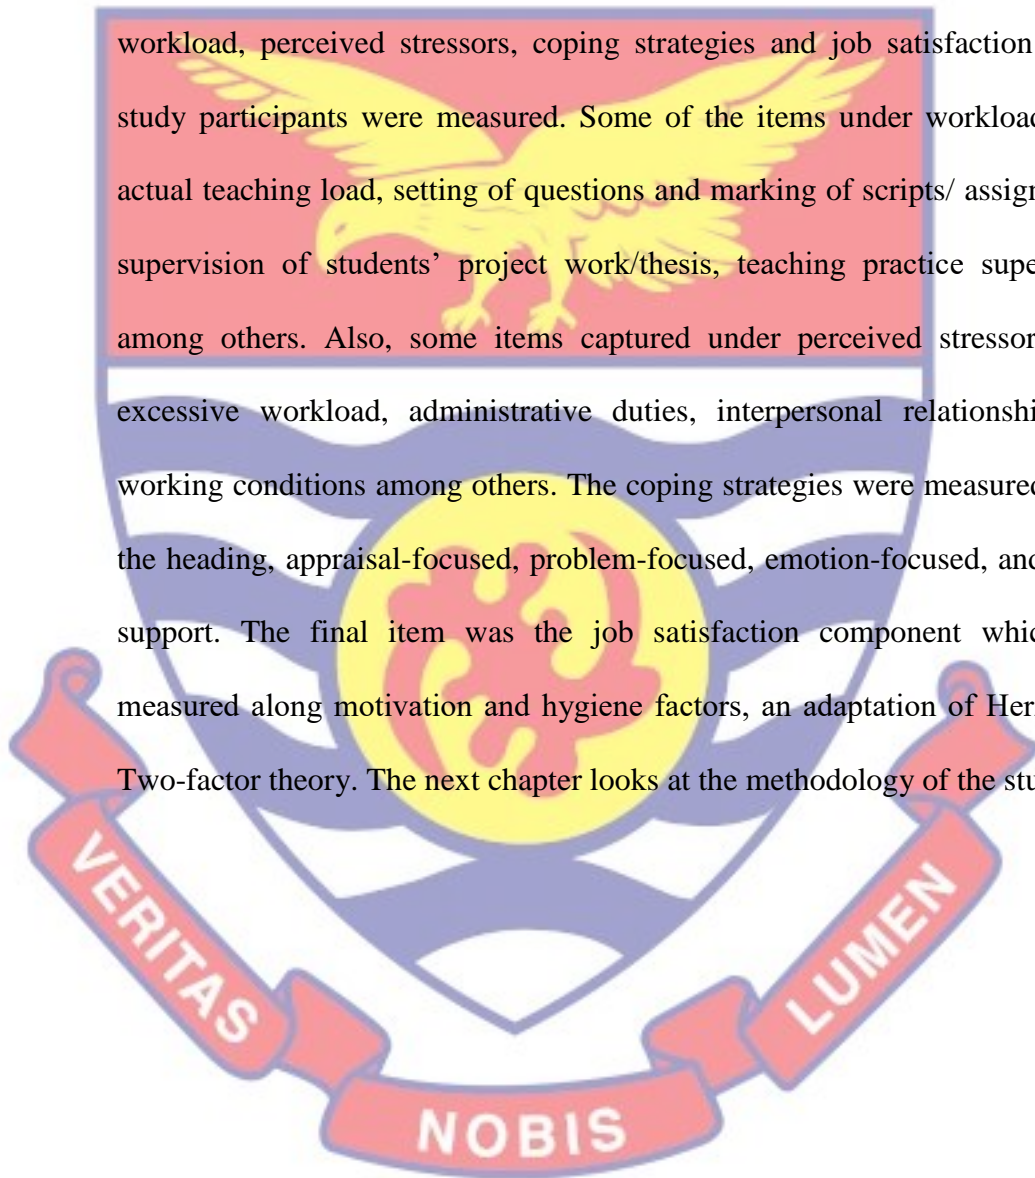 workload, perceived stressors, coping strategies and job satisfaction
study participants were measured. Some of the items under workload
actual teaching load, setting of questions and marking of scripts/ assign
supervision of students’ project work/thesis, teaching practice supe
among others. Also, some items captured under perceived stressor
excessive workload, administrative duties, interpersonal relationshi
working conditions among others. The coping strategies were measured
the heading, appraisal-focused, problem-focused, emotion-focused, and
support. The final item was the job satisfaction component whic
measured along motivation and hygiene factors, an adaptation of Her
Two-factor theory. The next chapter looks at the methodology of the stu
VERITAS
NOBIS
LUMEN